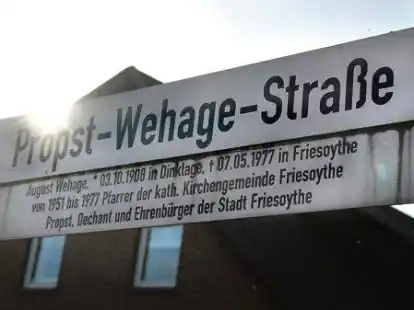 Propst-Wehage-Straße
August Wehage, * 03.10.1908 in Dinklage, † 07.05.1977 in Friesoythe
von 1951 bis 1977 Pfarrer der kath. Kirchengemeinde Friesoythe
Propst, Dechant und Ehrenbürger der Stadt Friesoythe